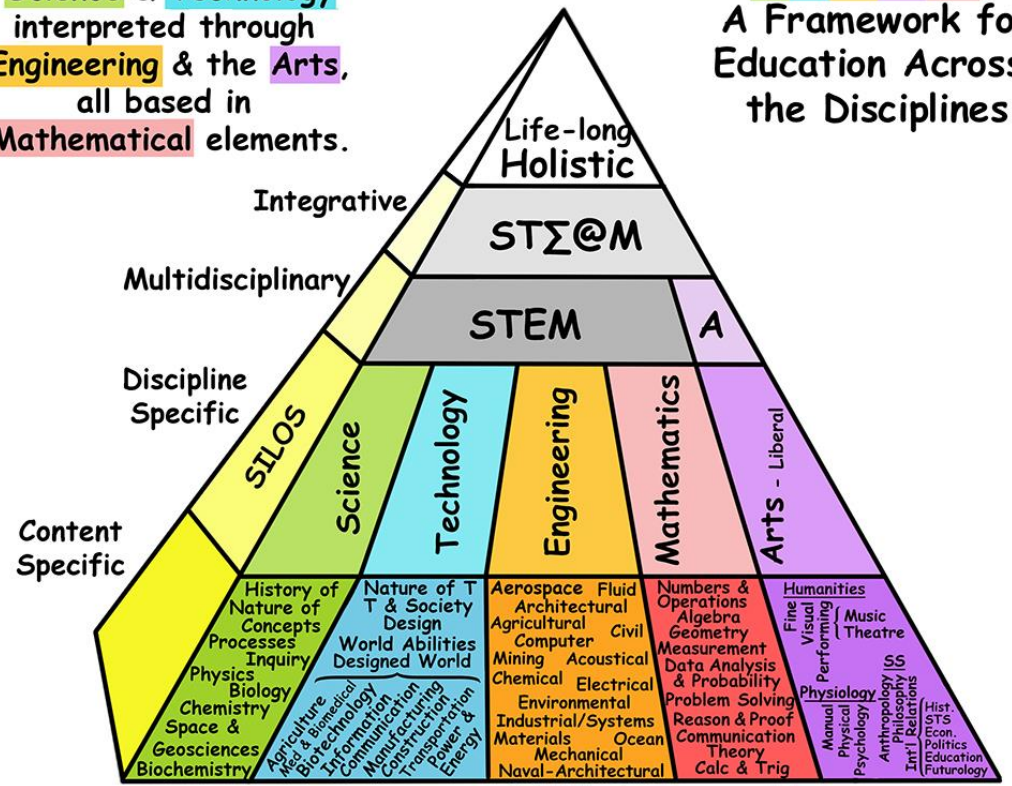 interpreted through
Engineering & the Arts,
all based in
Mathematical elements.
A Framework
Education Across
the Disciplines
Life-long
Holistic
Integrative
ST∑@M
Multidisciplinary
STEM
A
Discipline
Specific
SILOS
Science
Technology
Engineering
Mathematics
Arts - Liberal
Content
Specific
History of
Nature of
Concepts
Processes
Inquiry
Physics
Biology
Chemistry
Space &
Geosciences
Biochemistry
Nature of T
T & Society
Design
World Abilities
Designed World
Agriculture
Med & Biomedical
Biotechnology
Information
Communication
Manufacturing
Construction
Transportation
Power &
Energy
Aerospace Fluid
Architectural
Agricultural
Computer Civil
Mining Acoustical
Chemical Electrical
Environmental
Industrial/Systems
Materials Ocean
Mechanical
Naval-Architectural
Numbers &
Operations
Algebra
Geometry
Measurement
Data Analysis
& Probability
Problem Solving
Reason & Proof
Communication
Theory
Calc & Trig
Humanities
Fine
Visual
Performing
Music
Theatre
SS
Physiology
Manual
Physical
Psychology
Anthropology
Philosophy
Int'l Relations
Hist.
STS
Econ.
Politics
Education
Futurology